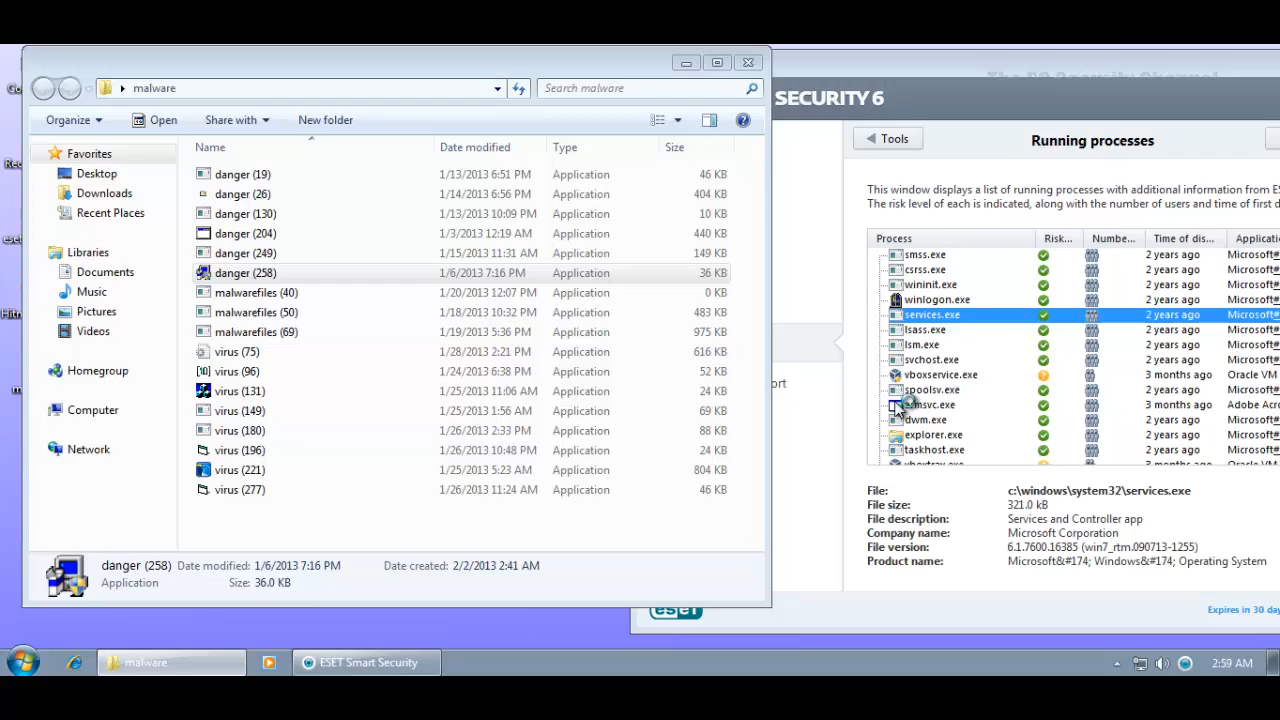 malware
Search malware
Organize
Open
Share with
New folder
Favorites
Desktop
Downloads
Recent Places
Libraries
Documents
Music
Pictures
Videos
Homegroup
Computer
Network
Name Date modified Type Size
danger (19) 1/13/2013 6:51 PM Application 46 KB
danger (26) 1/14/2013 6:56 PM Application 404 KB
danger (130) 1/13/2013 10:09 PM Application 10 KB
danger (204) 1/3/2013 12:19 AM Application 440 KB
danger (249) 1/15/2013 11:31 AM Application 149 KB
danger (258) 1/6/2013 7:16 PM Application 36 KB
malwarefiles (40) 1/20/2013 12:07 PM Application 0 KB
malwarefiles (50) 1/18/2013 10:32 PM Application 483 KB
malwarefiles (69) 1/19/2013 5:36 PM Application 975 KB
virus (75) 1/28/2013 2:21 PM Application 616 KB
virus (96) 1/24/2013 6:38 PM Application 52 KB
virus (131) 1/25/2013 11:06 AM Application 24 KB
virus (149) 1/25/2013 1:56 AM Application 69 KB
virus (180) 1/26/2013 2:33 PM Application 88 KB
virus (196) 1/26/2013 10:48 PM Application 24 KB
virus (221) 1/25/2013 5:23 AM Application 804 KB
virus (277) 1/26/2013 11:24 AM Application 46 KB
danger (258) Date modified: 1/6/2013 7:16 PM Date created: 2/2/2013 2:41 AM
Application Size: 36.0 KB
SECURITY 6
Tools
Running processes
This window displays a list of running processes with additional information from ES
The risk level of each is indicated, along with the number of users and time of first d
Process Risk... Numbe... Time of dis... Applicati
smss.exe 2 years ago Microsoft#
csrss.exe 2 years ago Microsoft#
wininit.exe 2 years ago Microsoft#
winlogon.exe 2 years ago Microsoft#
services.exe 2 years ago Microsoft#
lsass.exe 2 years ago Microsoft#
lsm.exe 2 years ago Microsoft#
svchost.exe 2 years ago Microsoft#
vboxservice.exe 3 months ago Oracle VM
spoolsv.exe 2 years ago Microsoft#
msvc.exe 3 months ago Adobe Acro
dwm.exe 2 years ago Microsoft#
explorer.exe 2 years ago Microsoft#
taskhost.exe 2 years ago Microsoft#
File: c:\windows\system32\services.exe
File size: 321.0 kB
File description: Services and Controller app
Company name: Microsoft Corporation
File version: 6.1.7600.16385 (win7_rtm.090713-1255)
Product name: Microsoft&#174; Windows&#174; Operating System
ort
eset
Expires in 30 day
malware
ESET Smart Security
2:59 AM